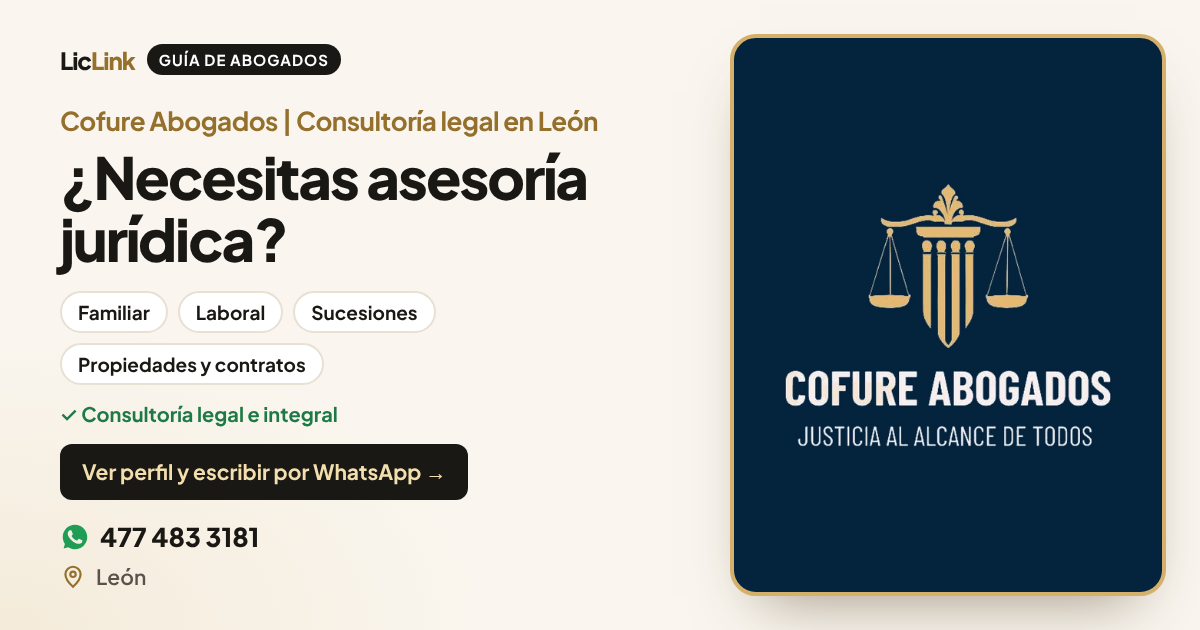 LicLink GUÍA DE ABOGADOS
Cofure Abogados | Consultoría legal en León
¿Necesitas asesoría
jurídica?
Familiar Laboral Sucesiones
Propiedades y contratos
✓ Consultoría legal e integral
Ver perfil y escribir por WhatsApp →
477 483 3181
León
COFURE ABOGADOS
JUSTICIA AL ALCANCE DE TODOS